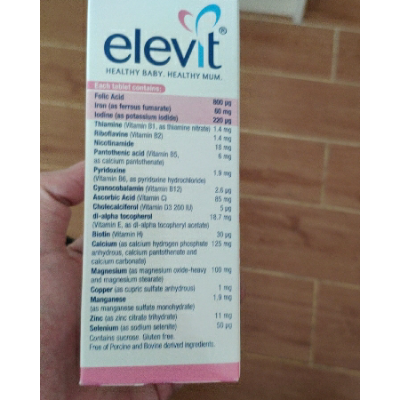 elevit®
HEALTHY BABY. HEALTHY MUM.
Each tablet contains:
Folic Acid 800 µg
Iron (as ferrous fumarate) 60 mg
Iodine (as potassium iodide) 220 µg
Thiamine (Vitamin B1, as thiamine nitrate) 1.4 mg
Riboflavine (Vitamin B2) 1.4 mg
Nicotinamide 18 mg
Pantothenic acid (Vitamin B5, 6 mg
as calcium pantothenate)
Pyridoxine 1.9 mg
(Vitamin B6, as pyridoxine hydrochloride)
Cyanocobalamin (Vitamin B12) 2.6 µg
Ascorbic Acid (Vitamin C) 85 mg
Cholecalciferol (Vitamin D3 200 IU) 5 µg
dl-alpha tocopherol 18.7 mg
(Vitamin E, as dl-alpha tocopheryl acetate)
Biotin (Vitamin H) 30 µg
Calcium (as calcium hydrogen phosphate 125 mg
anhydrous, calcium pantothenate and
calcium carbonate)
Magnesium (as magnesium oxide-heavy 100 mg
and magnesium stearate)
Copper (as cupric sulfate anhydrous) 1 mg
Manganese 1.9 mg
(as manganese sulfate monohydrate)
Zinc (as zinc citrate trihydrate) 11 mg
Selenium (as sodium selenate) 50 µg
Contains sucrose. Gluten Free.
Free of Porcine and Bovine derived ingredients.